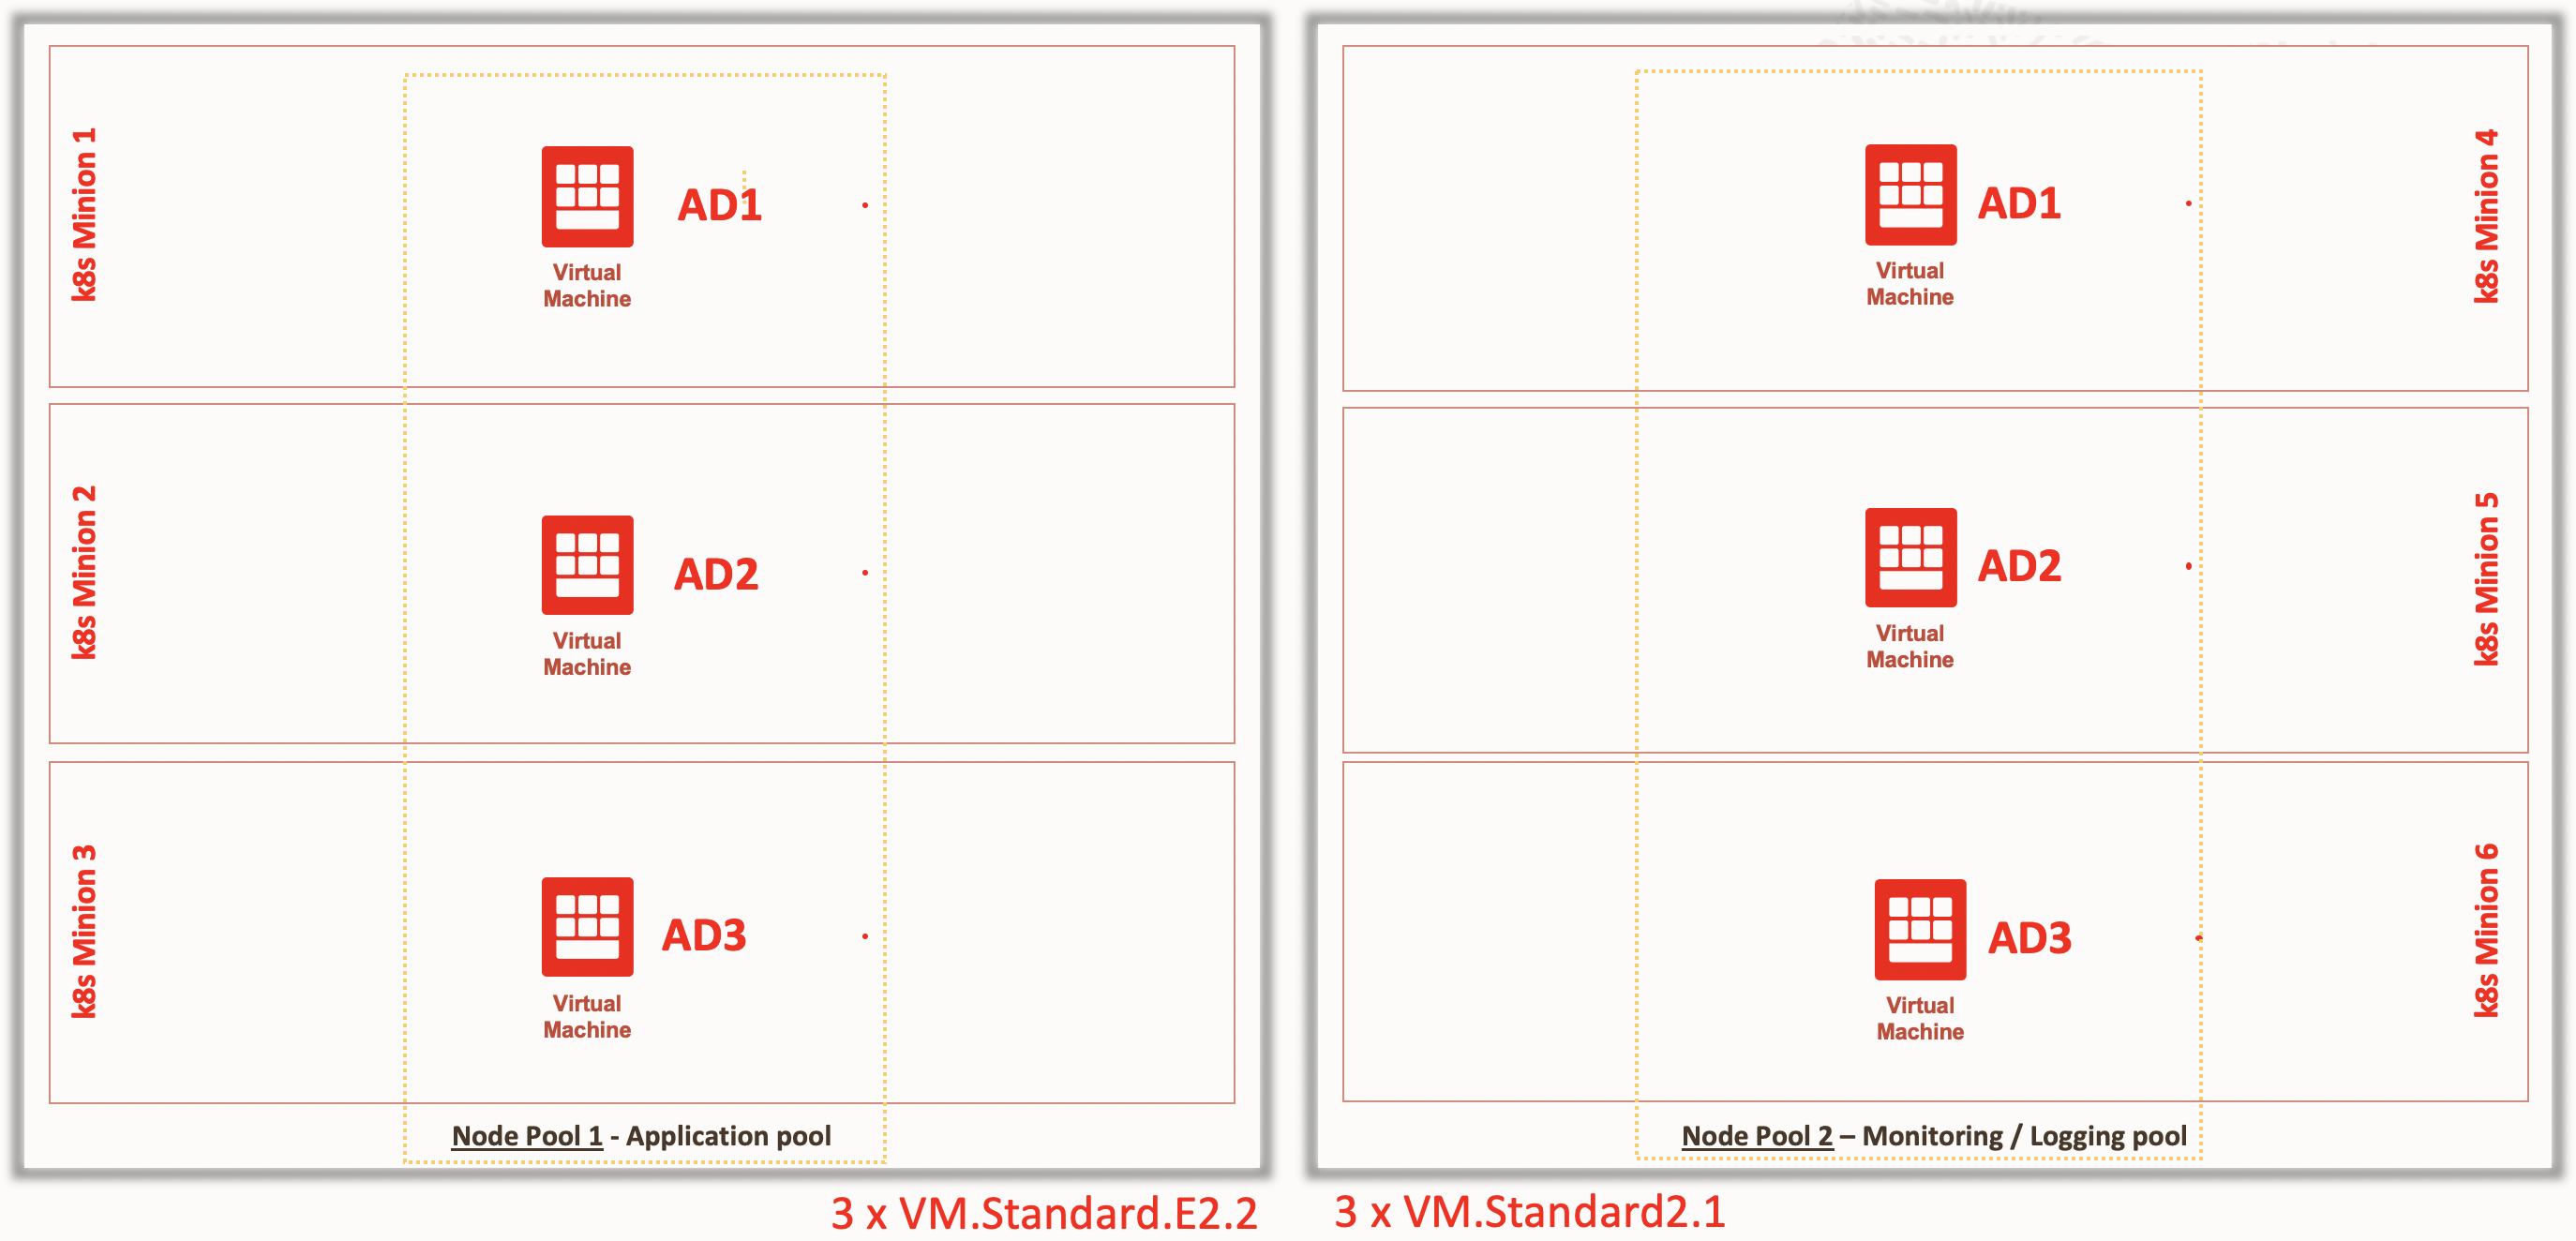 k8s Minion 1
AD1
Virtual
Machine
k8s Minion 2
AD2
Virtual
Machine
k8s Minion 3
AD3
Virtual
Machine
Node Pool 1 - Application pool
3 x VM.Standard.E2.2
k8s Minion 4
AD1
Virtual
Machine
k8s Minion 5
AD2
Virtual
Machine
k8s Minion 6
AD3
Virtual
Machine
Node Pool 2 – Monitoring / Logging pool
3 x VM.Standard2.1